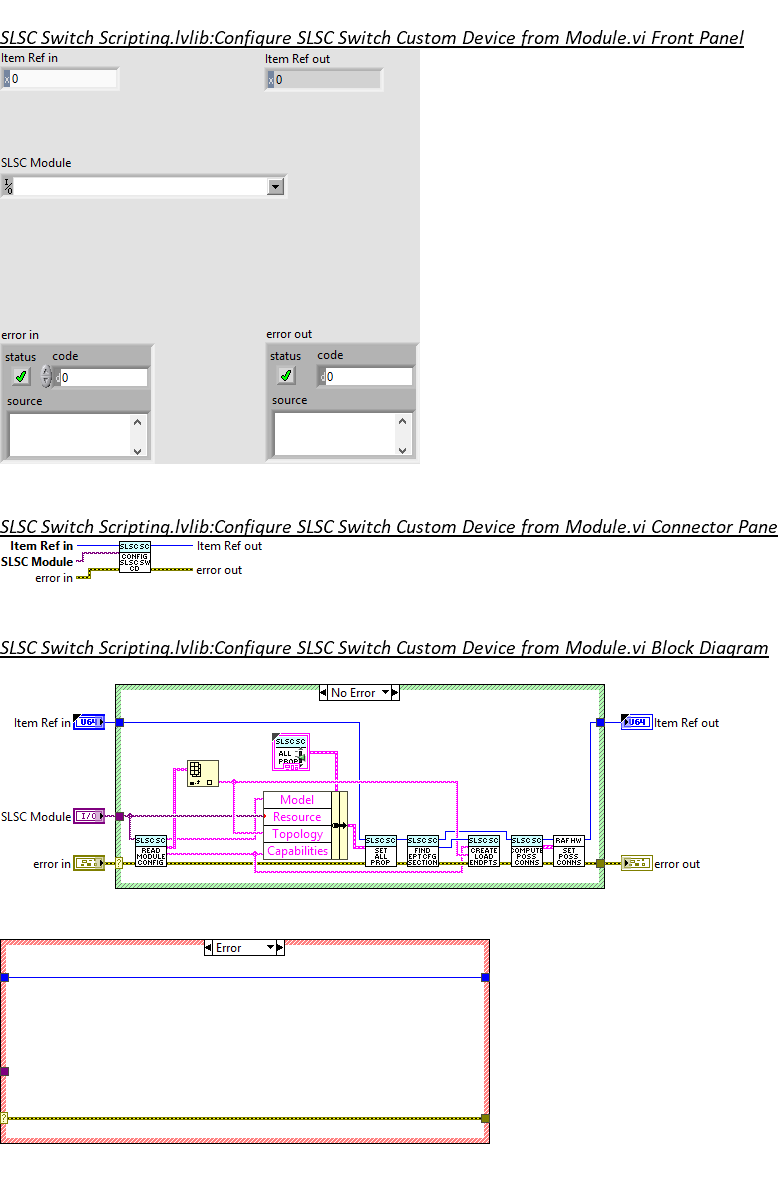 SLSC Switch Scripting.lvlib:Configure SLSC Switch Custom Device from Module.vi Front Panel
Item Ref in
Item Ref out
x 0
x 0
SLSC Module
I/O
error in
error out
status code
status code
d 0
d 0
source
source
SLSC Switch Scripting.lvlib:Configure SLSC Switch Custom Device from Module.vi Connector Pane
Item Ref in
SLSC SC
Item Ref out
SLSC Module
CONFIG
SLSC SW
CD
error in
error out
SLSC Switch Scripting.lvlib:Configure SLSC Switch Custom Device from Module.vi Block Diagram
No Error
Item Ref in
U64
U64
Item Ref out
SLSC SC
ALL
PROP
Model
SLSC Module
I/O
Resource
Topology
Capabilities
error in
?
SLSC SC
READ
MODULE
CONFIG
SLSC SC
SET
ALL
PROP
SLSC SC
FIND
EPTCFG
SECTION
SLSC SC
CREATE
LOAD
ENDPTS
SLSC SC
COMPUTE
POSS
CONNS
RAF HW
SET
POSS
CONNS
error out
Error
?